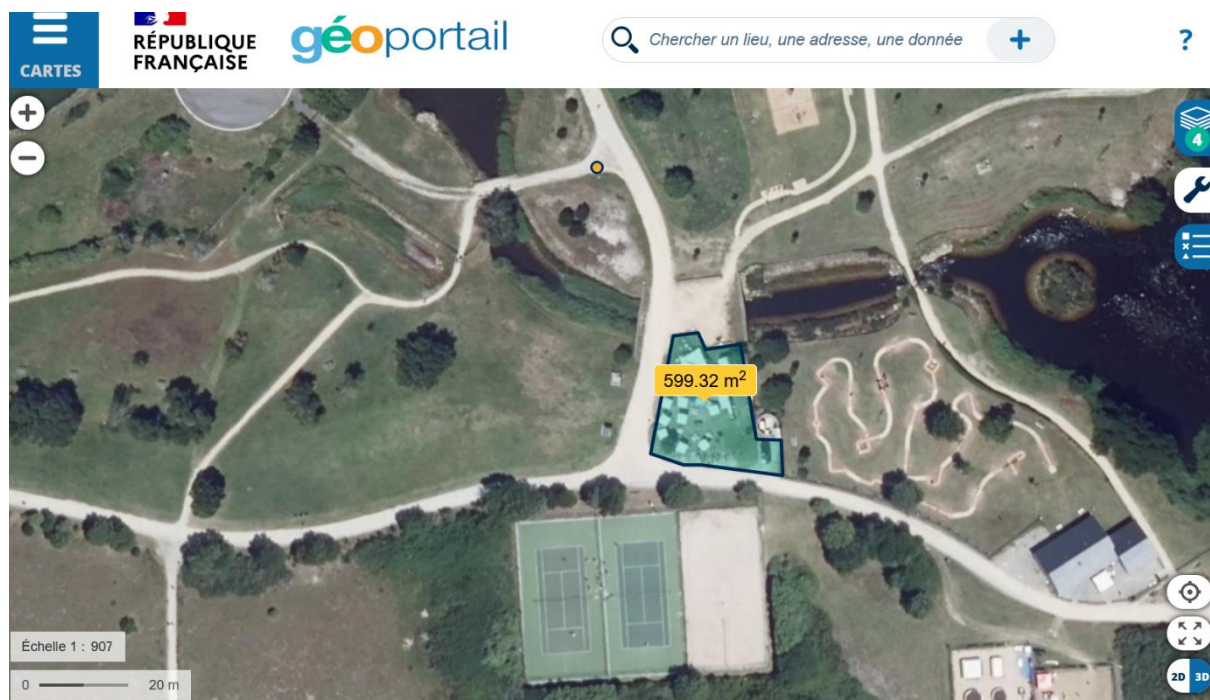 CARTES
RÉPUBLIQUE
FRANÇAISE
géoportail
Chercher un lieu, une adresse, une donnée
+
?
+
−
4
599.32 m²
Échelle 1 : 907
0 20 m
2D 3D